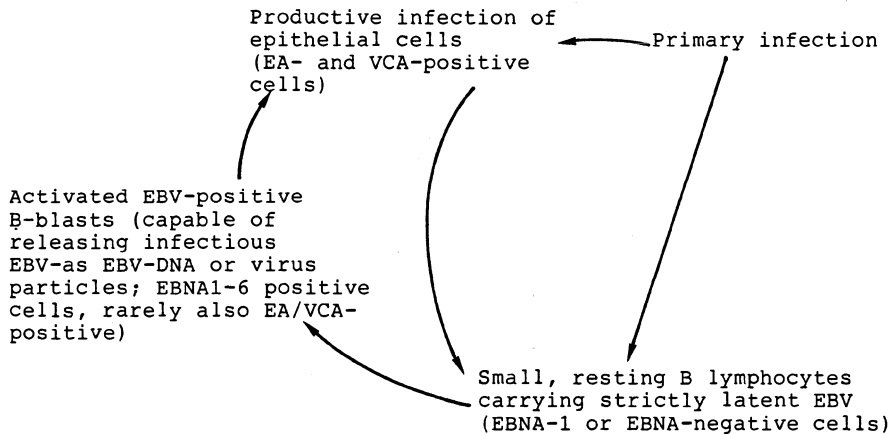 Productive infection of
epithelial cells
(EA- and VCA-positive
cells)
Primary infection
Activated EBV-positive
B-blasts (capable of
releasing infectious
EBV-as EBV-DNA or virus
particles; EBNA1-6 positive
cells, rarely also EA/VCA-
positive)
Small, resting B lymphocytes
carrying strictly latent EBV
(EBNA-1 or EBNA-negative cells)